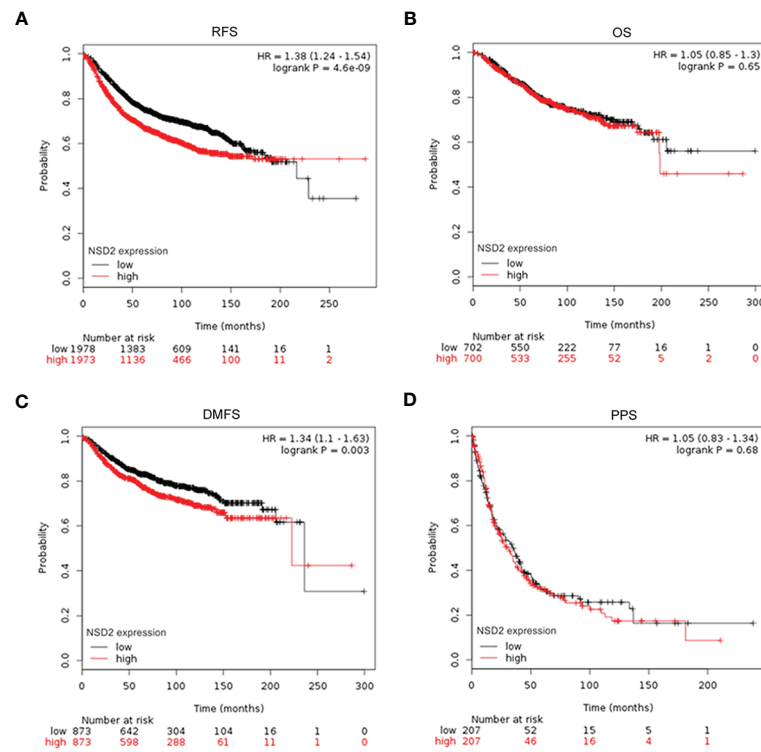 A
RFS
HR = 1.38 (1.24 - 1.54)
logrank P = 4.6e-09
Probability
1.0
0.8
0.6
0.4
0.2
0.0
NSD2 expression
low
high
0 50 100 150 200 250
Time (months)
Number at risk
low 1978 1383 609 141 16 1
high 1973 1136 466 100 11 2
B
OS
HR = 1.05 (0.85 - 1.3)
logrank P = 0.65
Probability
1.0
0.8
0.6
0.4
0.2
0.0
NSD2 expression
low
high
0 50 100 150 200 250 300
Time (months)
Number at risk
low 702 550 222 77 16 1 0
high 700 533 255 52 5 2 0
C
DMFS
HR = 1.34 (1.1 - 1.63)
logrank P = 0.003
Probability
1.0
0.8
0.6
0.4
0.2
0.0
NSD2 expression
low
high
0 50 100 150 200 250 300
Time (months)
Number at risk
low 873 642 304 104 16 1 0
high 873 598 288 61 11 1 0
D
PPS
HR = 1.05 (0.83 - 1.34)
logrank P = 0.68
Probability
1.0
0.8
0.6
0.4
0.2
0.0
NSD2 expression
low
high
0 50 100 150 200
Time (months)
Number at risk
low 207 52 15 5 1
high 207 46 16 4 1